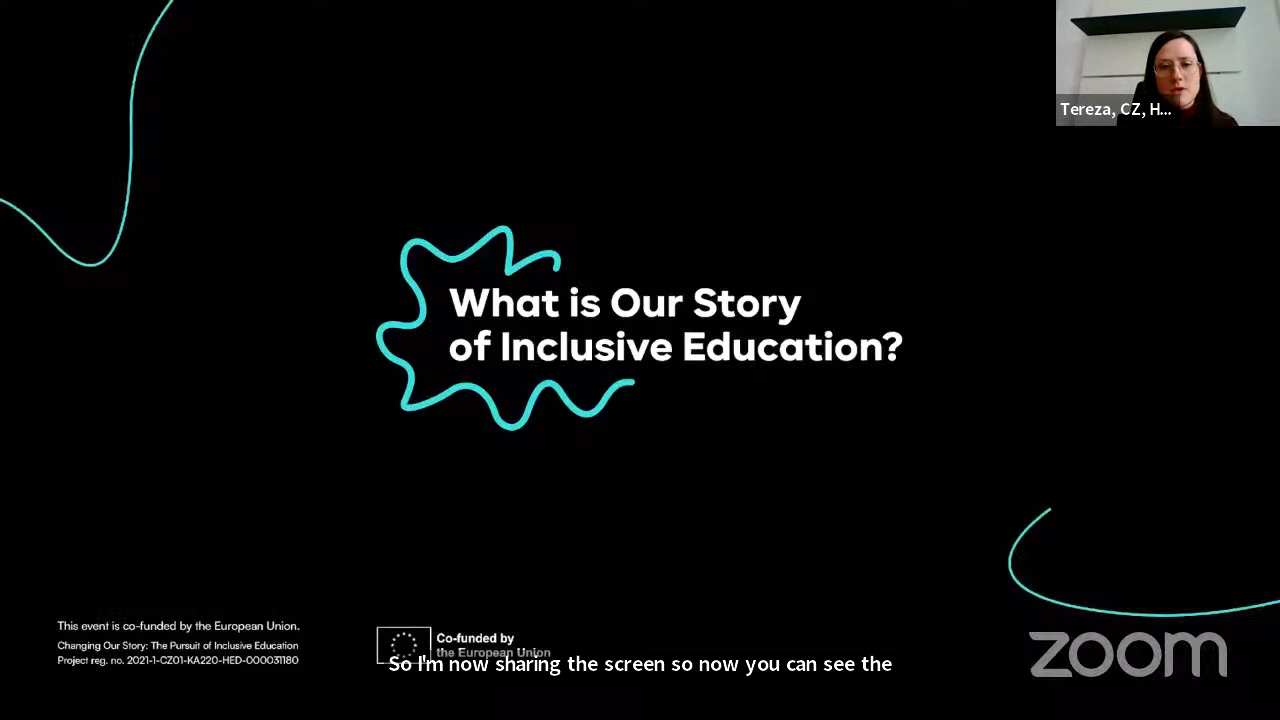 Tereza, CZ, H...
What is Our Story
of Inclusive Education?
This event is co-funded by the European Union.
Changing Our Story: The Pursuit of Inclusive Education
Project reg. no. 2021-1-CZ01-KA220-HED-000031180
Co-funded by
the European Union
So I'm now sharing the screen so now you can see the
zoom